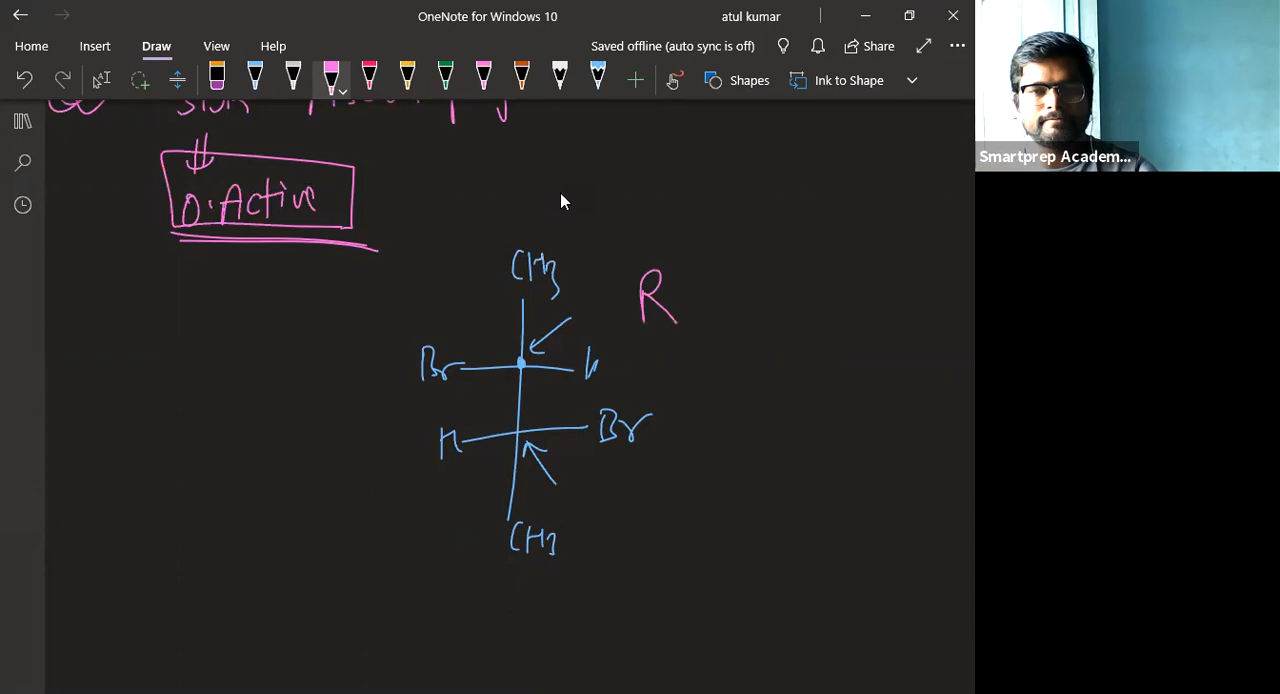 OneNote for Windows 10
atul kumar
Home Insert Draw View Help
Saved offline (auto sync is off)
Share
Shapes
Ink to Shape
Smartprep Academ...
O.Active
CH3
R
Br H
H Br
CH3